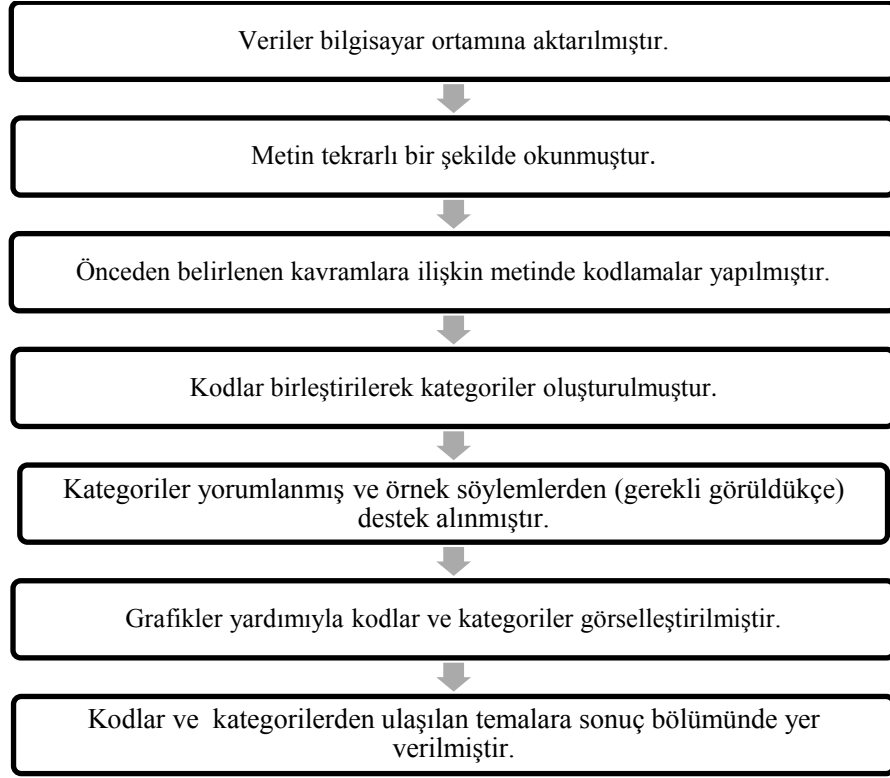 Veriler bilgisayar ortamına aktarılmıştır.
Metin tekrarlı bir şekilde okunmuştur.
Önceden belirlenen kavramlara ilişkin metinde kodlamalar yapılmıştır.
Kodlar birleştirilerek kategoriler oluşturulmuştur.
Kategoriler yorumlanmış ve örnek söylemlerden (gerekli görüldükçe)
destek alınmıştır.
Grafikler yardımıyla kodlar ve kategoriler görselleştirilmiştir.
Kodlar ve kategorilerden ulaşılan temalara sonuç bölümünde yer
verilmiştir.